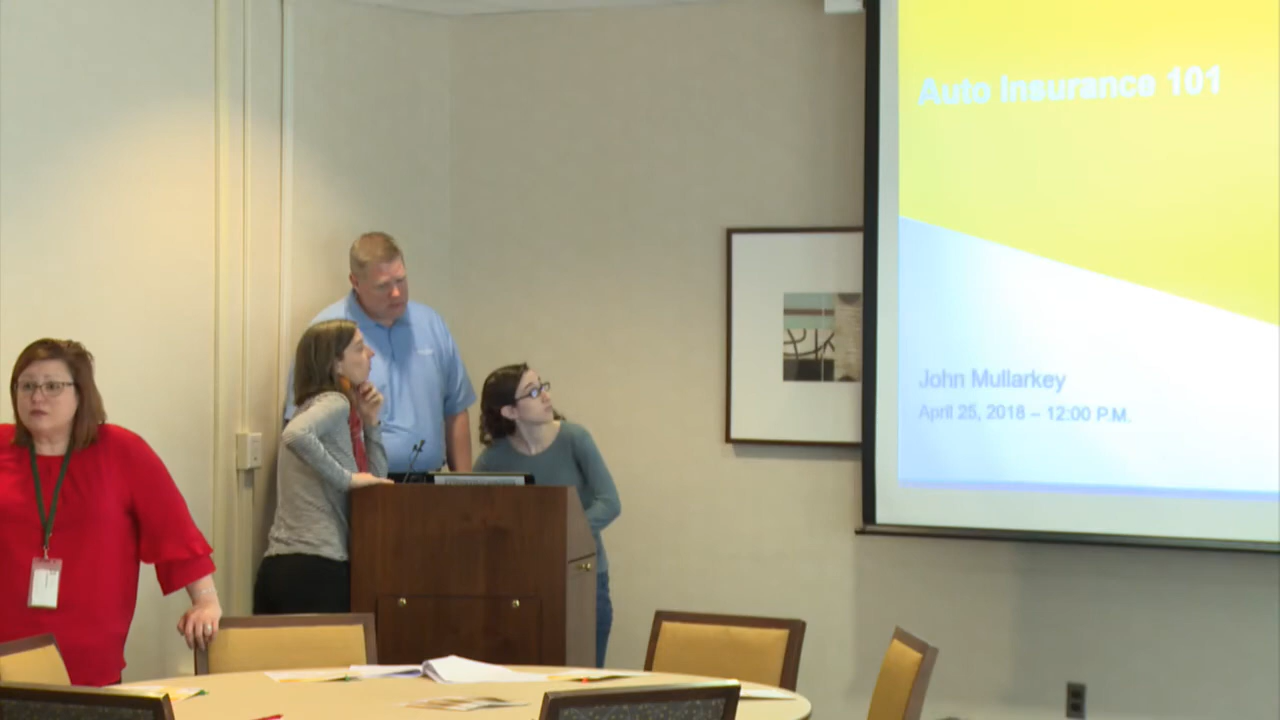 Auto Insurance 101
John Mullarkey
April 25, 2018 – 12:00 P.M.